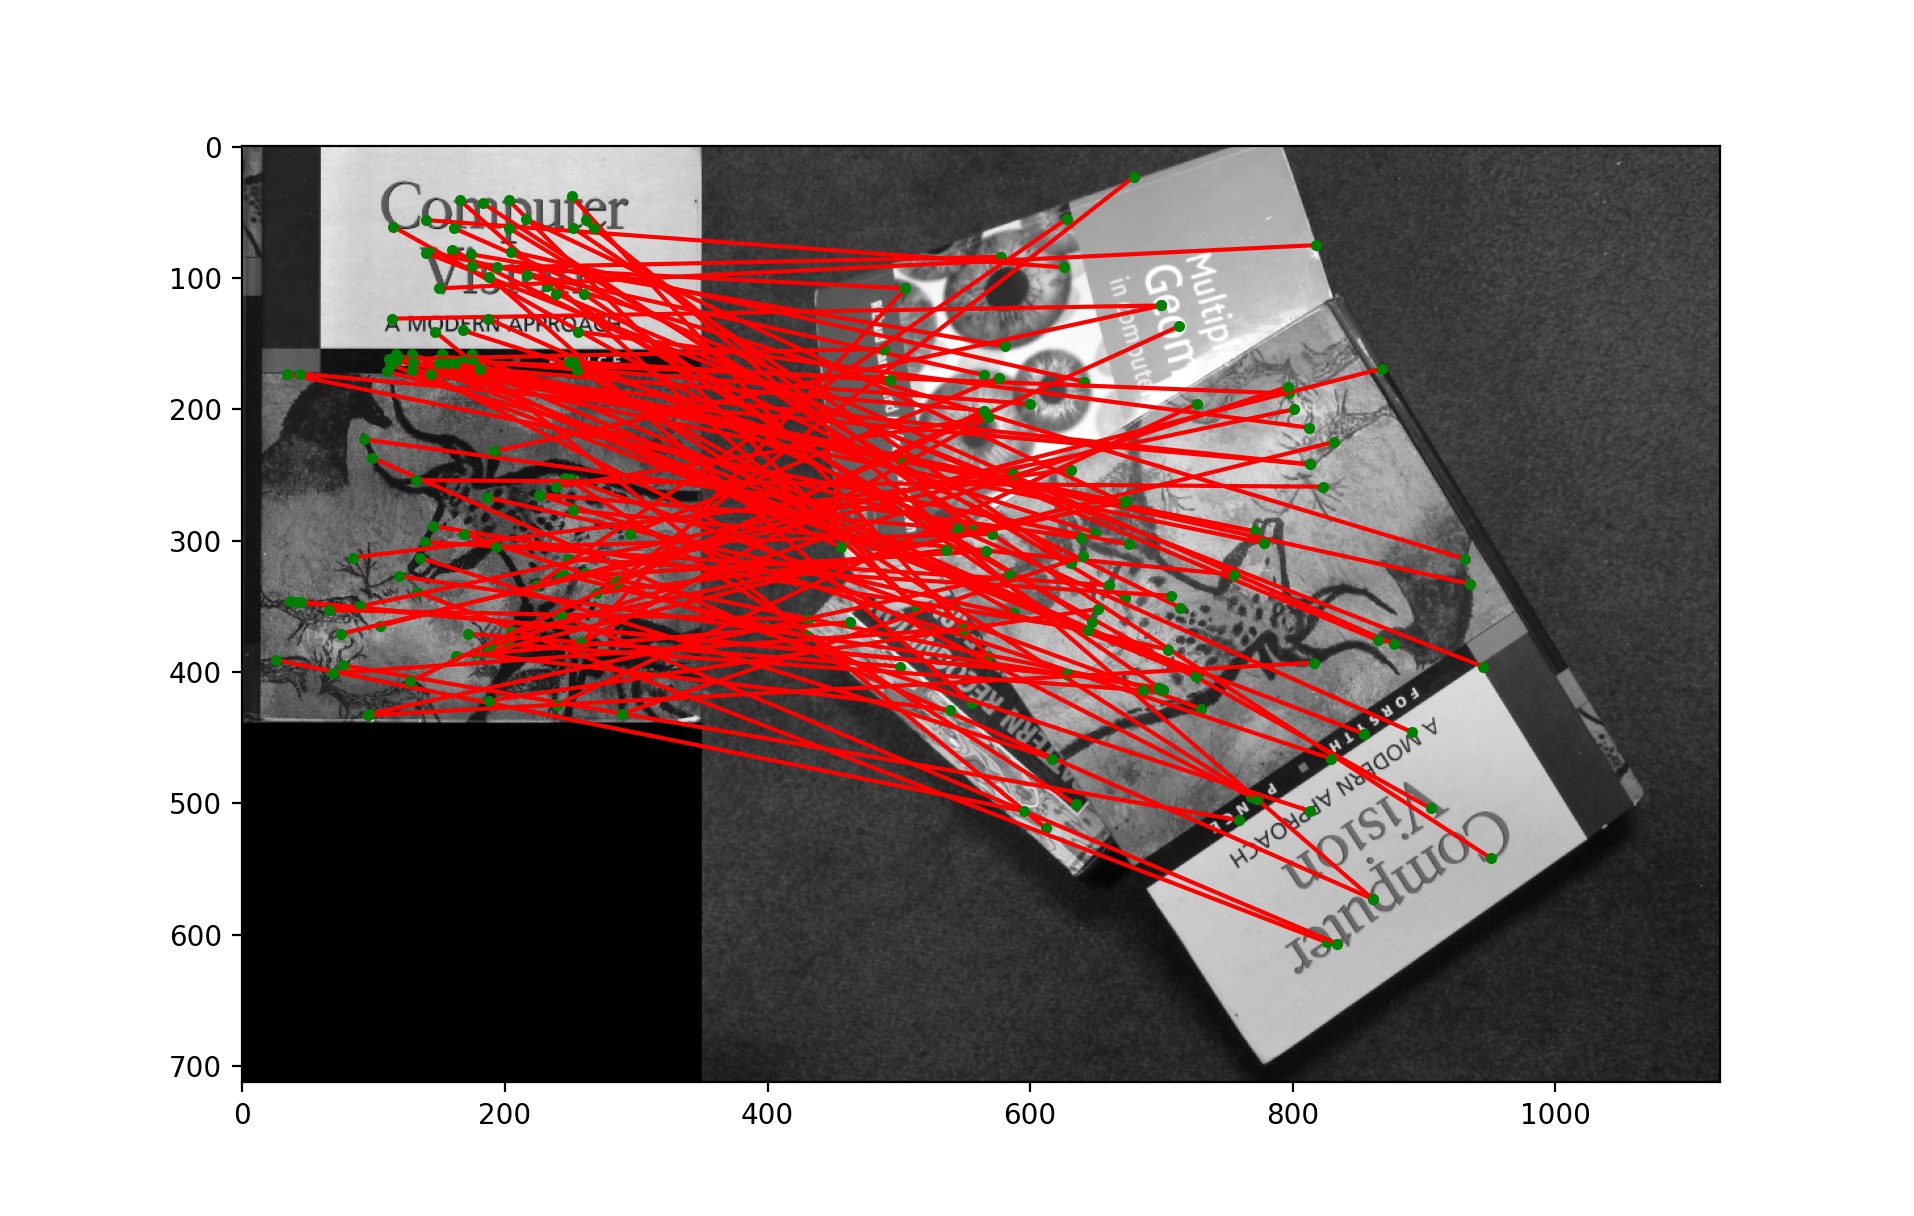 0
100
200
300
400
500
600
700
0
200
400
600
800
1000
Computer
Vision
A MODERN APPROACH
Multip
Geom
in compute
FORSYTH
A MODERN APPROACH
Vision
Computer